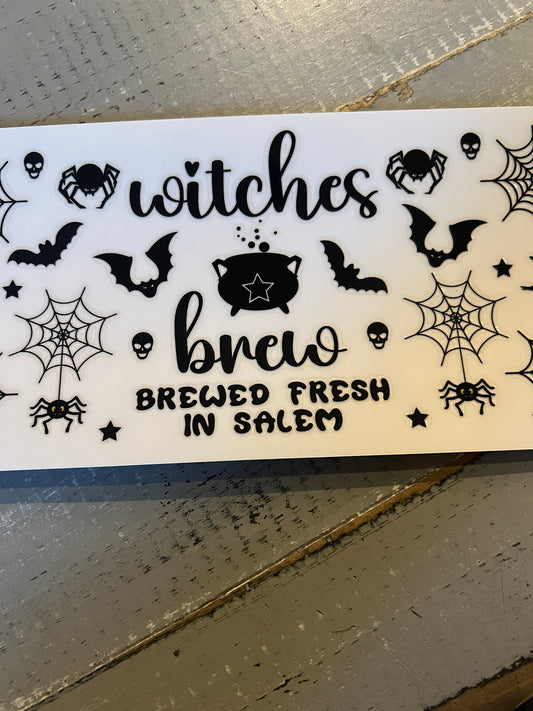 witches
brew
BREWED FRESH
IN SALEM